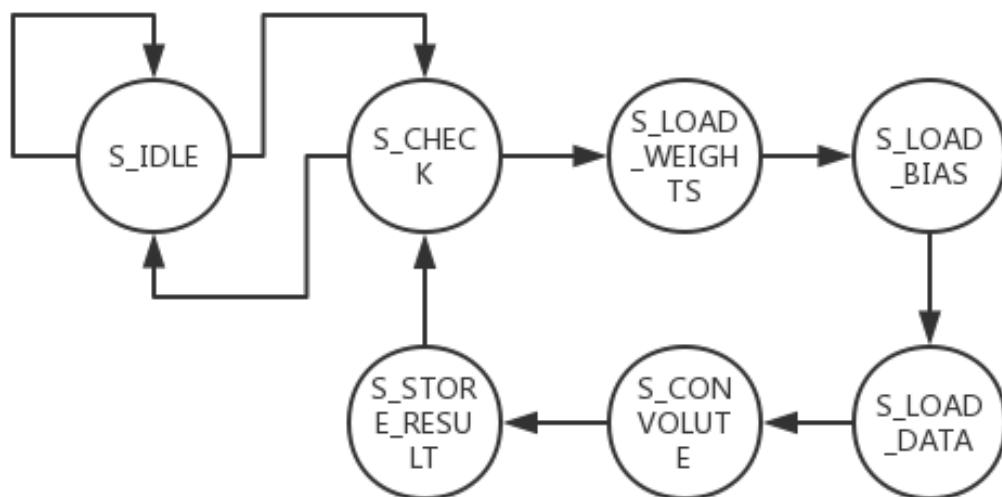 S_IDLE
S_CHEC
K
S_LOAD
_WEIGH
TS
S_LOAD
_BIAS
S_STOR
E_RESU
LT
S_CON
VOLUT
E
S_LOAD
_DATA